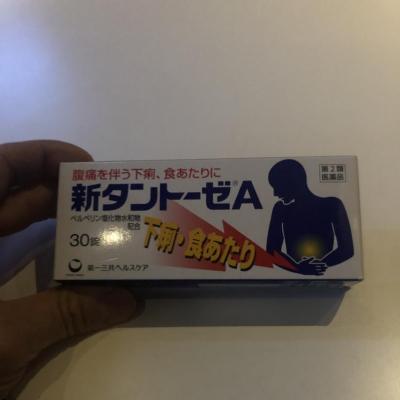 腹痛を伴う下痢、食あたりに
第2類
医薬品
新タントーゼ®A
ベルベリン塩化物水和物
配合
30錠
下痢・食あたり
第一三共ヘルスケア